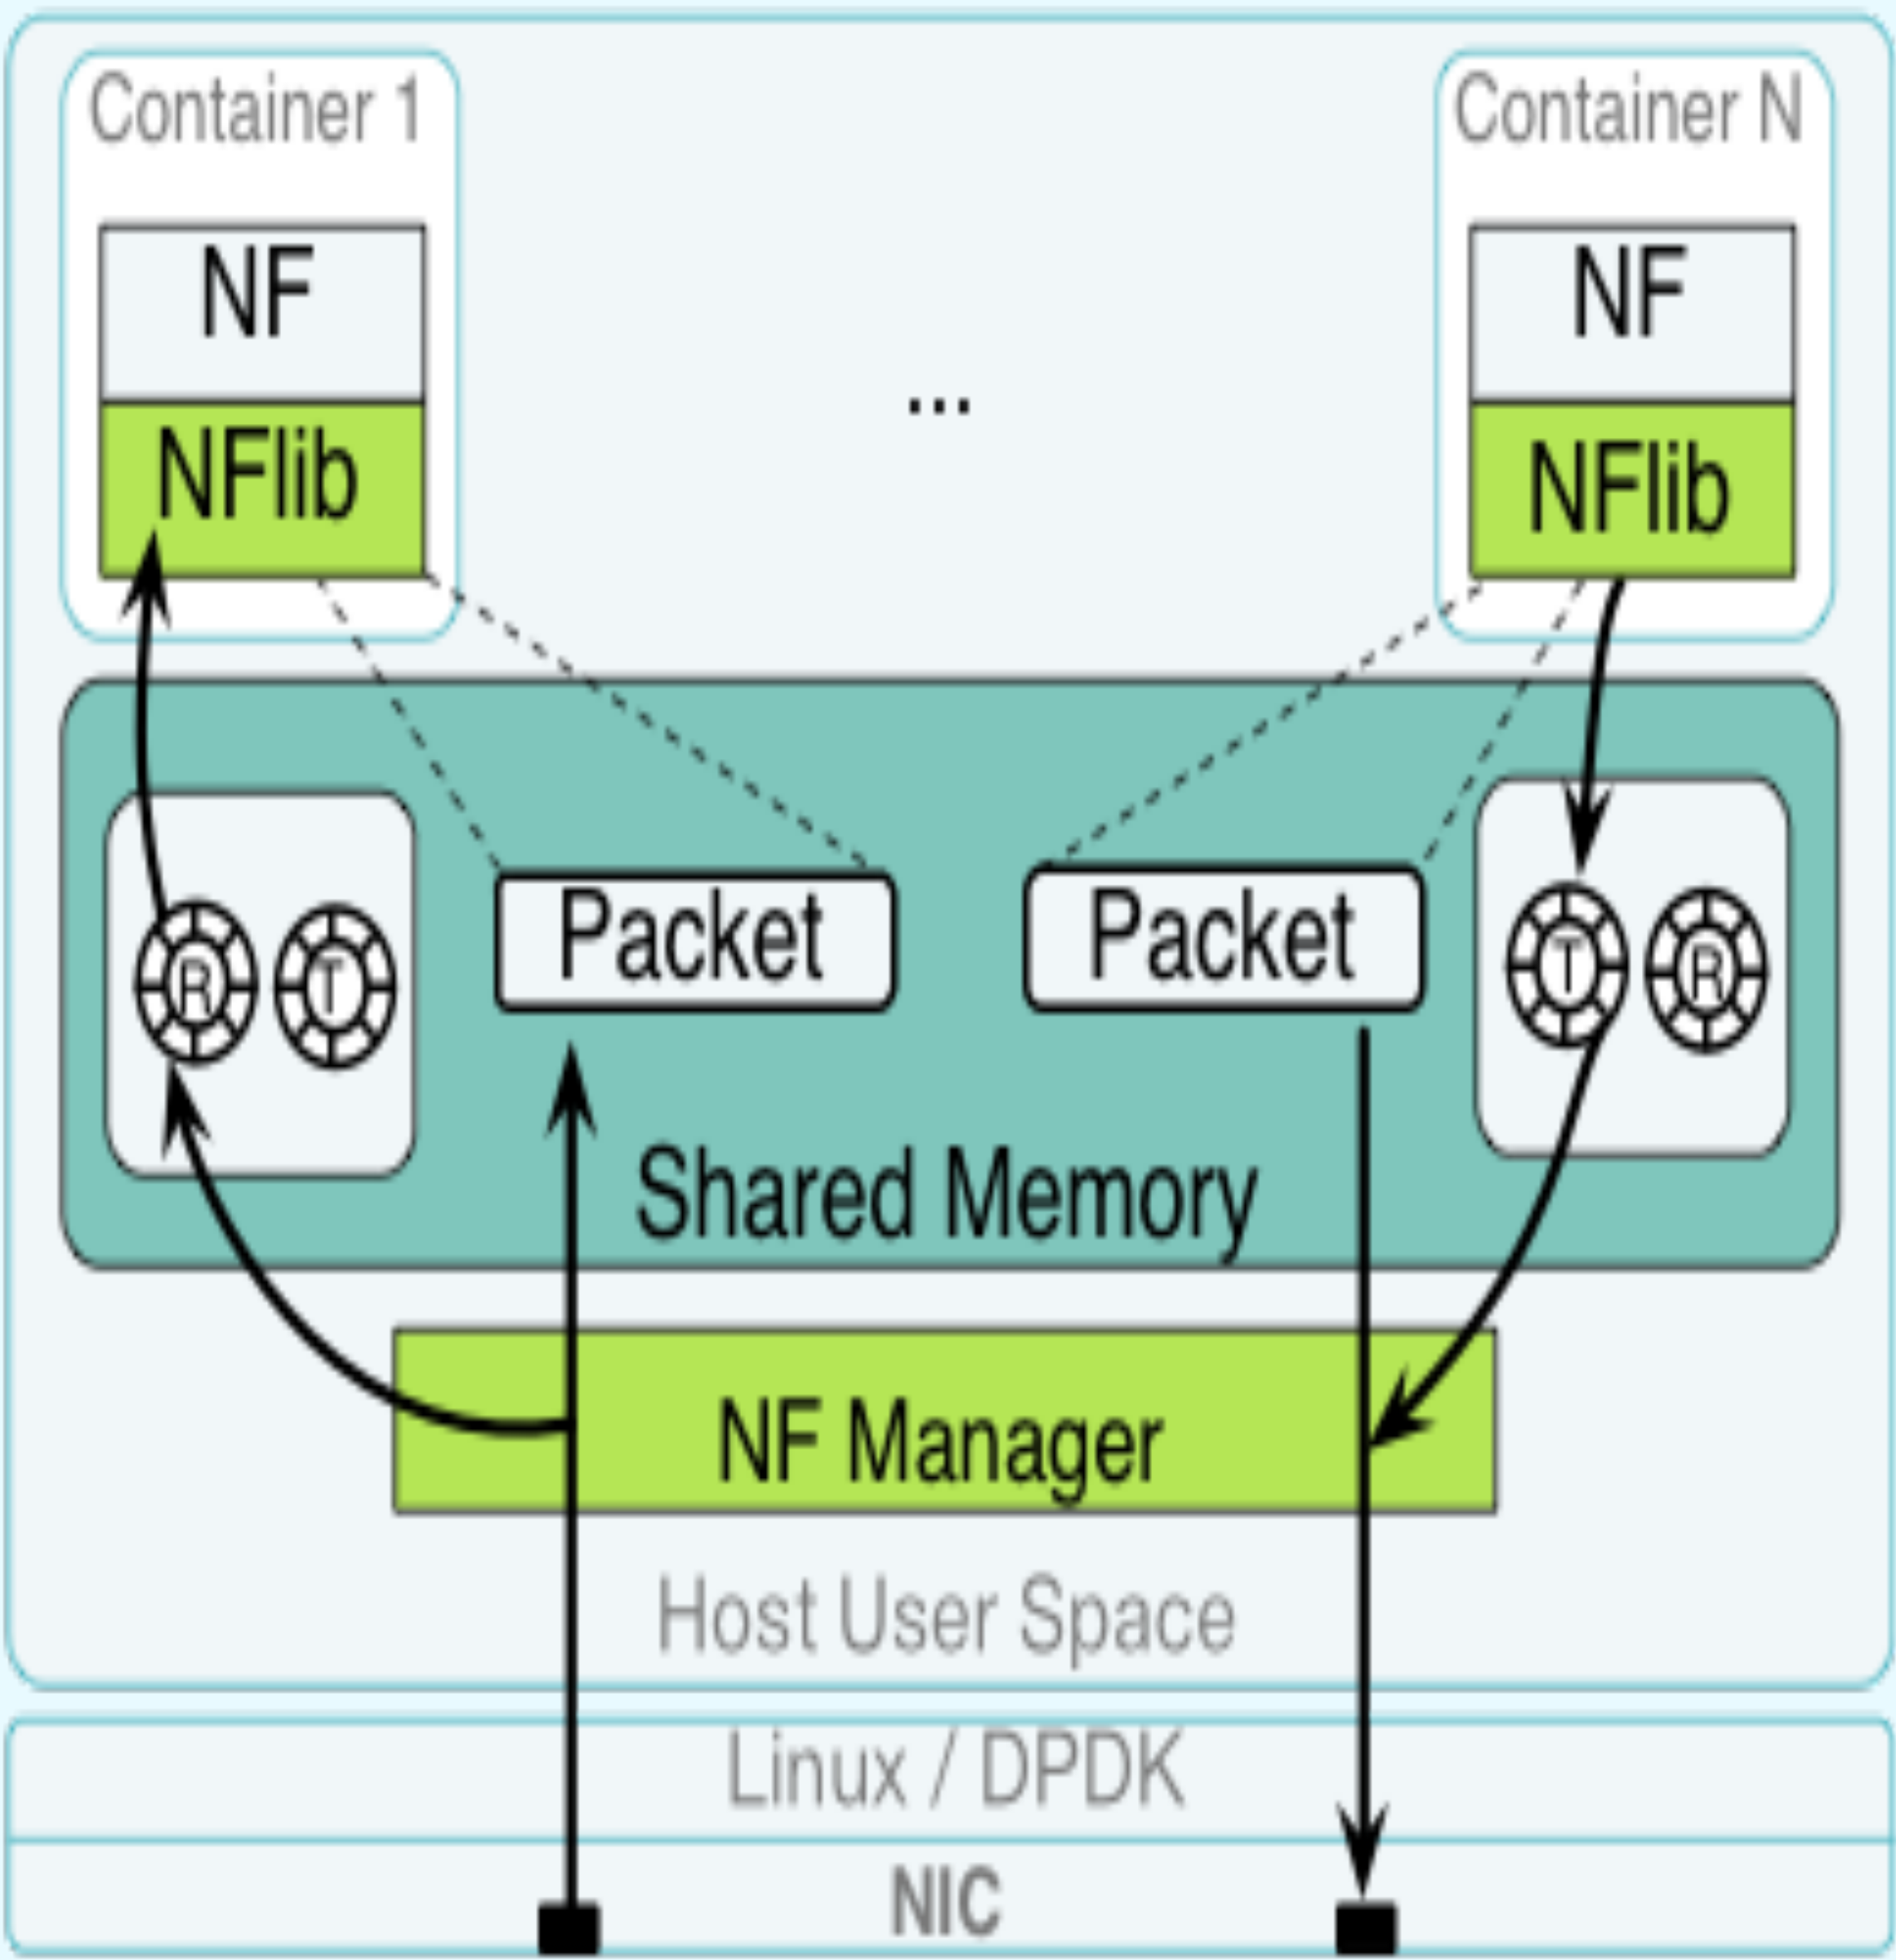 Container 1
Container N
NF
NF
NFlib
NFlib
...
R
T
Packet
Packet
T
R
Shared Memory
NF Manager
Host User Space
Linux / DPDK
NIC